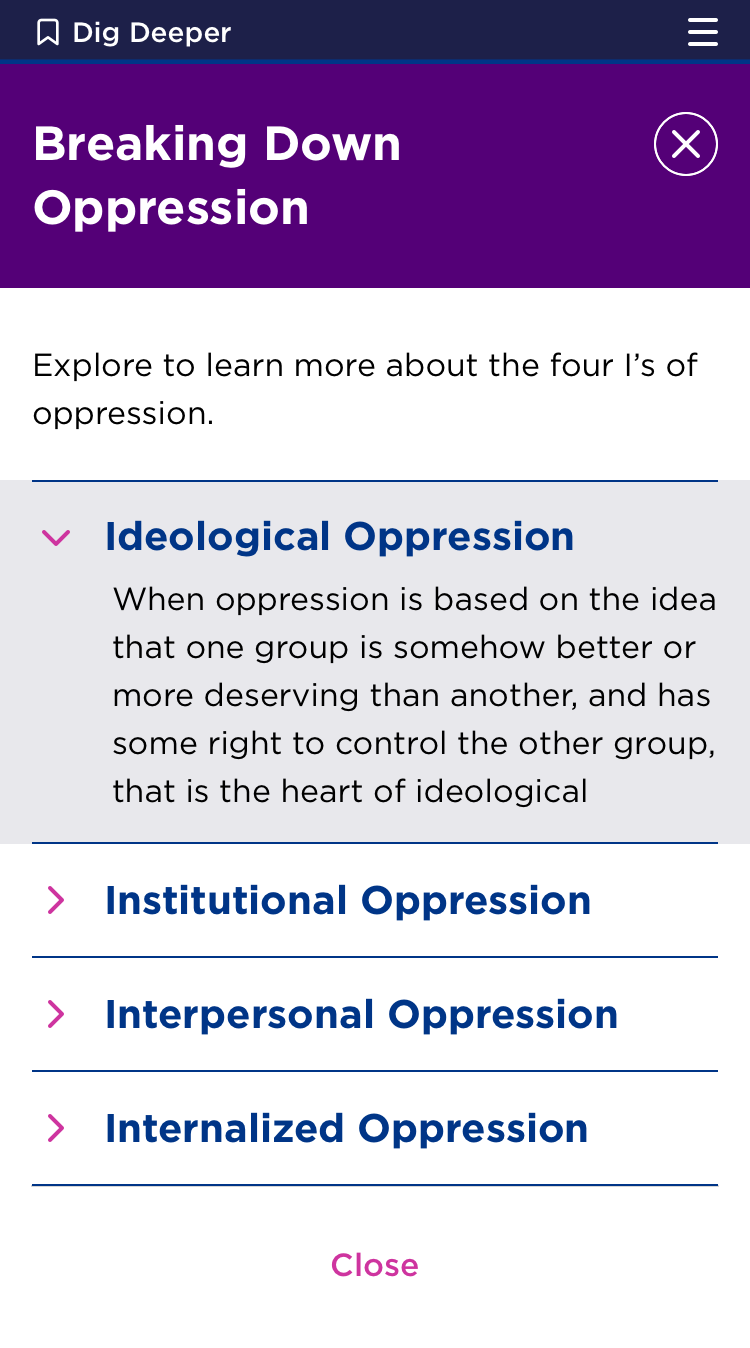 Dig Deeper
Breaking Down
Oppression
Explore to learn more about the four I’s of
oppression.
Ideological Oppression
When oppression is based on the idea
that one group is somehow better or
more deserving than another, and has
some right to control the other group,
that is the heart of ideological
Institutional Oppression
Interpersonal Oppression
Internalized Oppression
Close